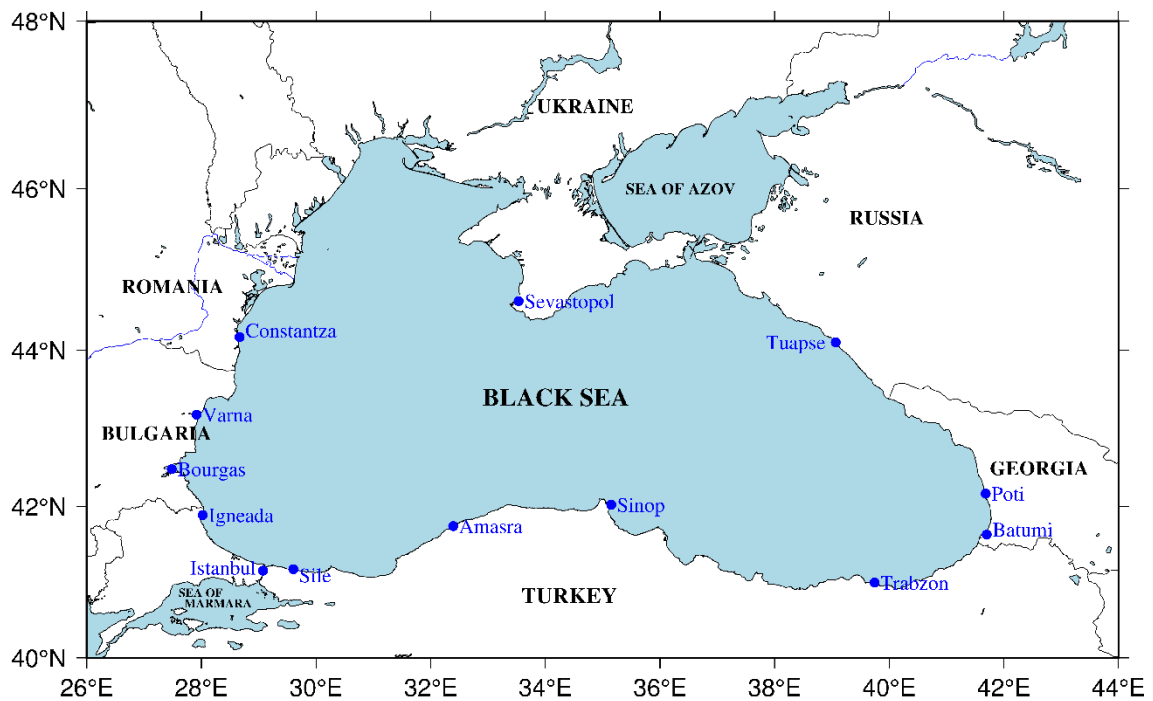 48°N
UKRAINE
46°N
SEA OF AZOV
RUSSIA
ROMANIA
Sevastopol
Constantza
Tuapse
44°N
BLACK SEA
Varna
BULGARIA
Bourgas
GEORGIA
Poti
42°N
Sinop
Igneada
Amasra
Batumi
Istanbul
Sile
Trabzon
SEA OF
MARMARA
TURKEY
40°N
26°E 28°E 30°E 32°E 34°E 36°E 38°E 40°E 42°E 44°E